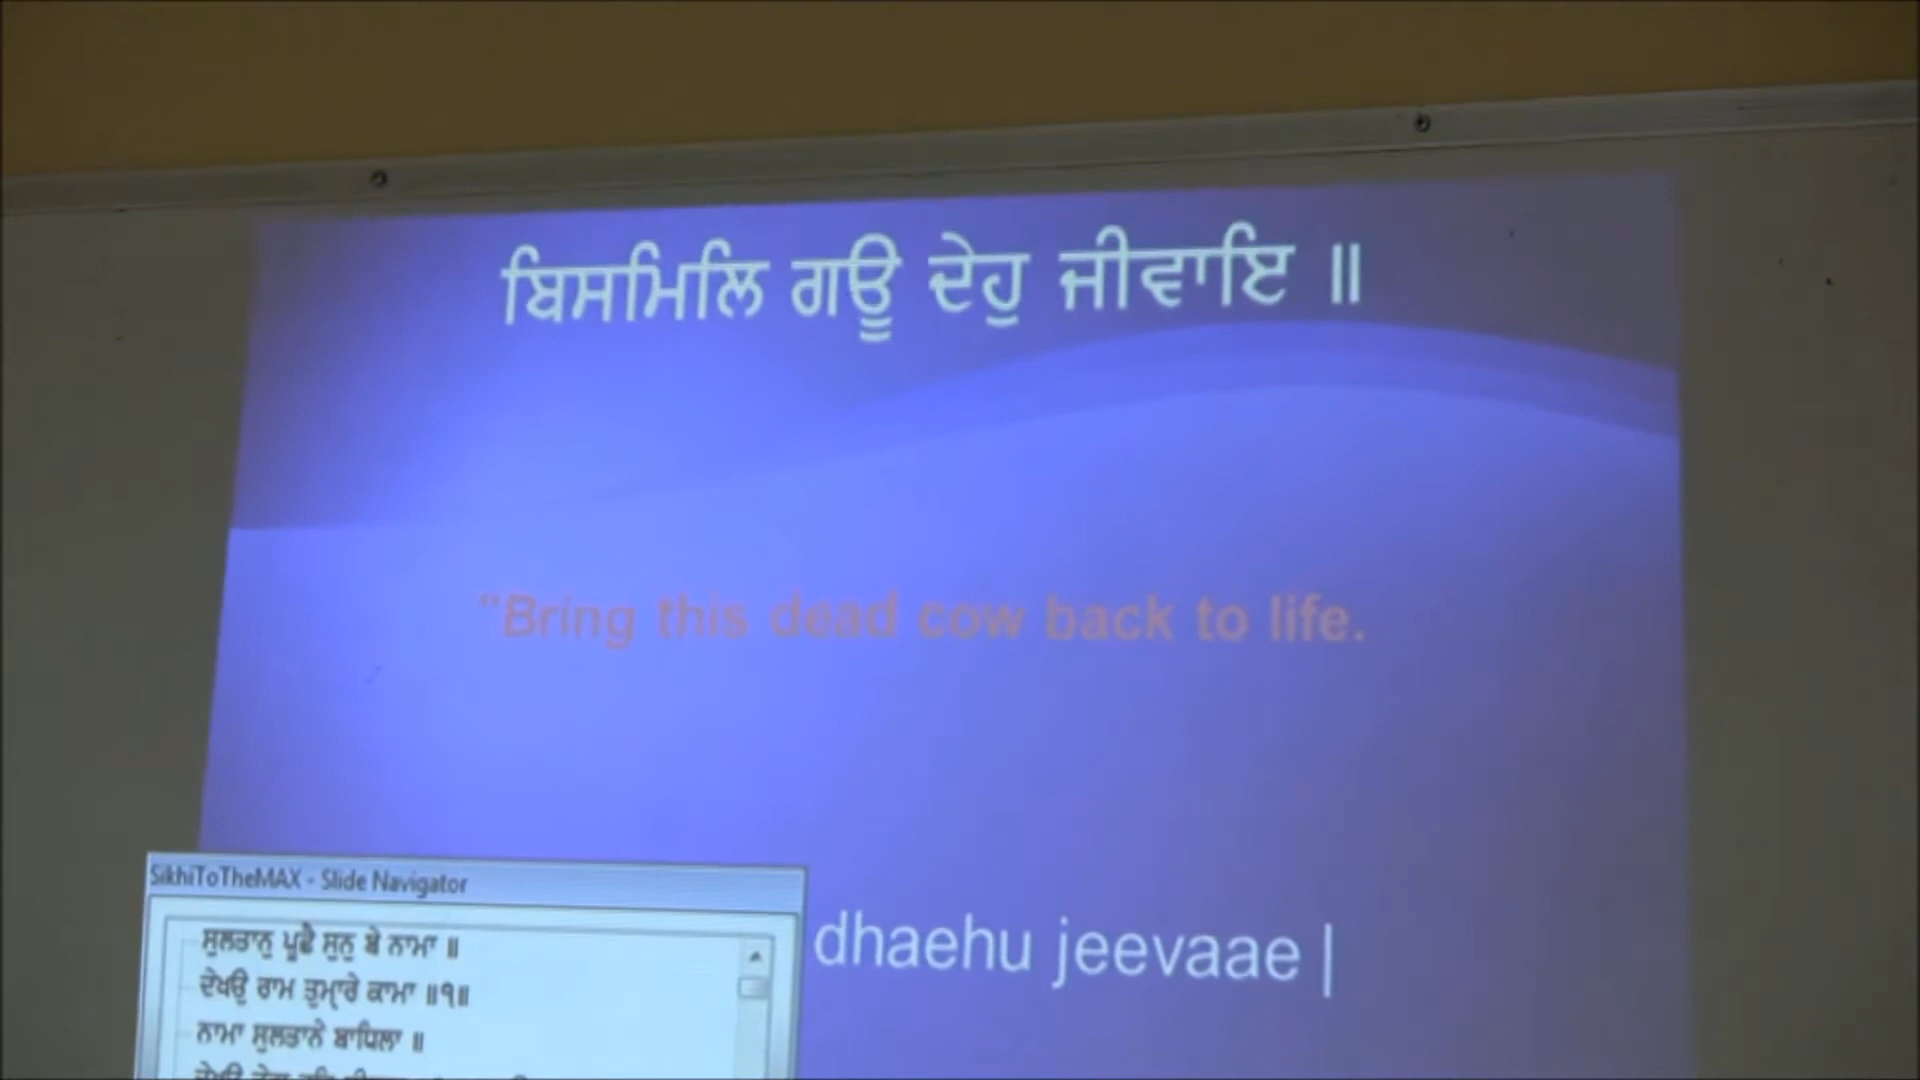 ਬਿਸਮਿਲਿ ਗਊ ਦੇਹੁ ਜੀਵਾਇ ॥
"Bring this dead cow back to life.
dhaehu jeevaae |
SikhiToTheMAX - Slide Navigator
ਸੁਲਤਾਨੁ ਪੂਛੈ ਸੁਨੁ ਬੇ ਨਾਮਾ ॥
ਦੇਖਉ ਰਾਮ ਤੁਮ੍ਹਾਰੇ ਕਾਮਾ ॥੧॥
ਨਾਮਾ ਸੁਲਤਾਨੇ ਬਾਧਿਲਾ ॥